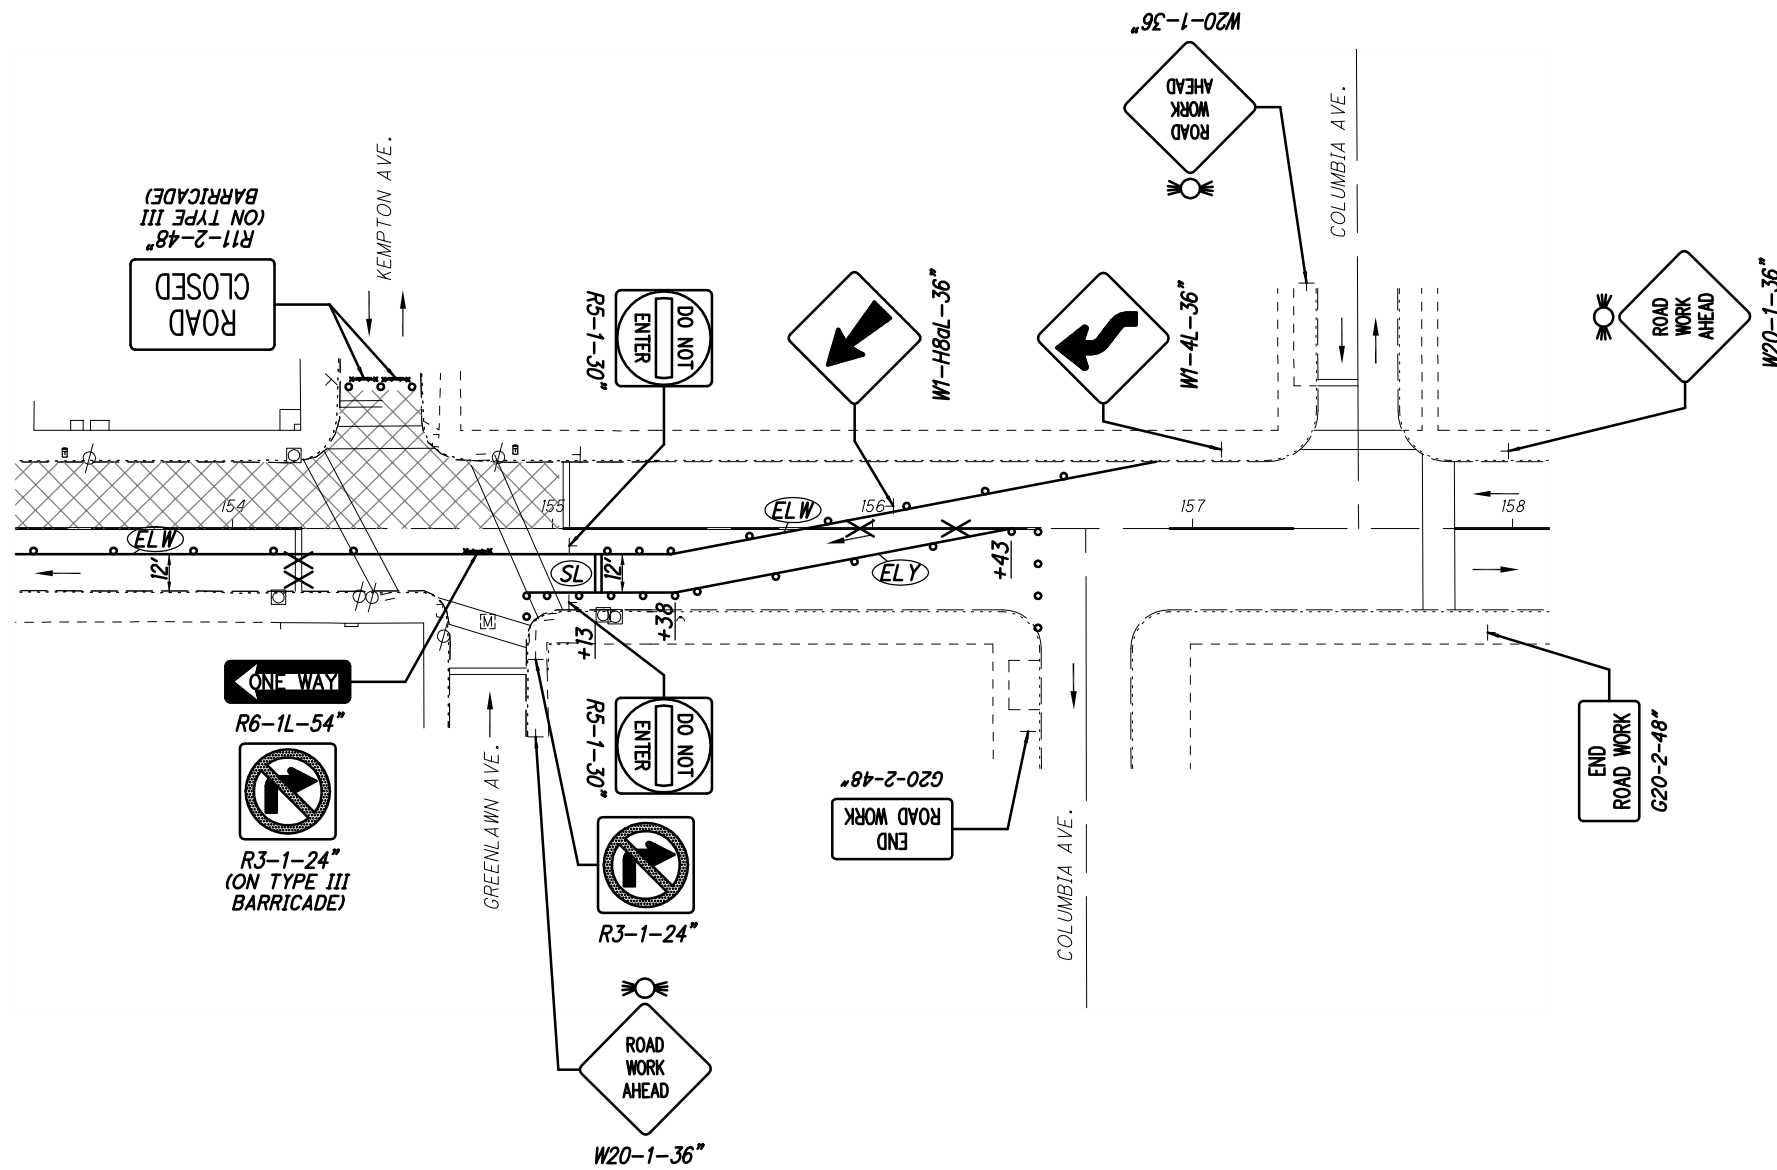 W20-1-36"
ROAD
WORK
AHEAD
COLUMBIA AVE.
ROAD
WORK
AHEAD
W20-1-36"
KEMPTON AVE.
R11-2-48"
(ON TYPE III
BARRICADE)
ROAD
CLOSED
DO NOT
ENTER
R5-1-30"
W1-H8aL-36"
W1-4L-36"
154
155
156
157
158
ELW
ELW
12'
SL
12'
ELY
+43
+38
+13
M
ONE WAY
R6-1L-54"
R3-1-24"
(ON TYPE III
BARRICADE)
GREENLAWN AVE.
DO NOT
ENTER
R5-1-30"
R3-1-24"
G20-2-48"
END
ROAD WORK
COLUMBIA AVE.
END
ROAD WORK
G20-2-48"
ROAD
WORK
AHEAD
W20-1-36"